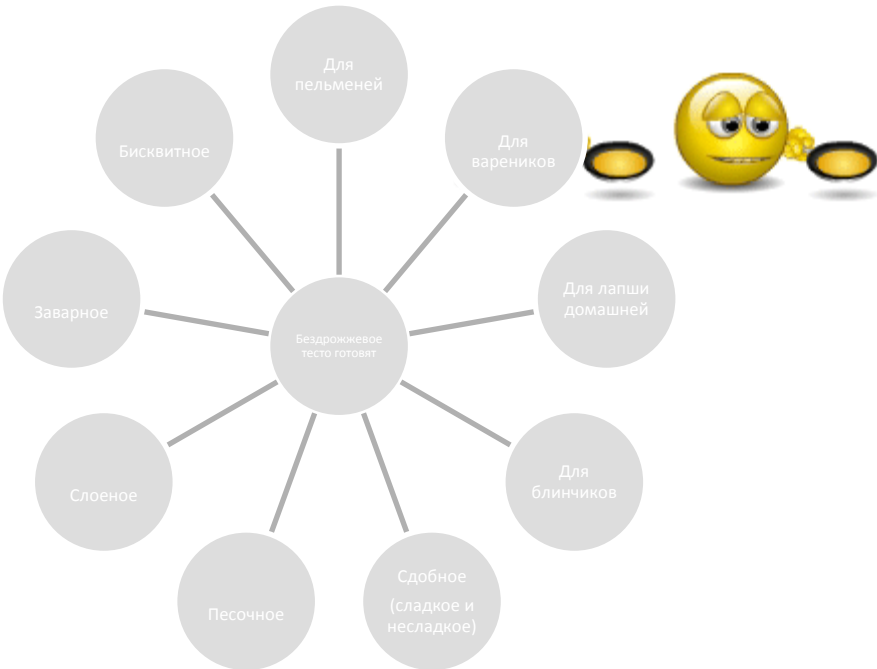 Для
пельменей
Для
вареников
Для лапши
домашней
Для
блинчиков
Сдобное
(сладкое и
несладкое)
Песочное
Слоеное
Заварное
Бисквитное
Бездрожжевое
тесто готовят